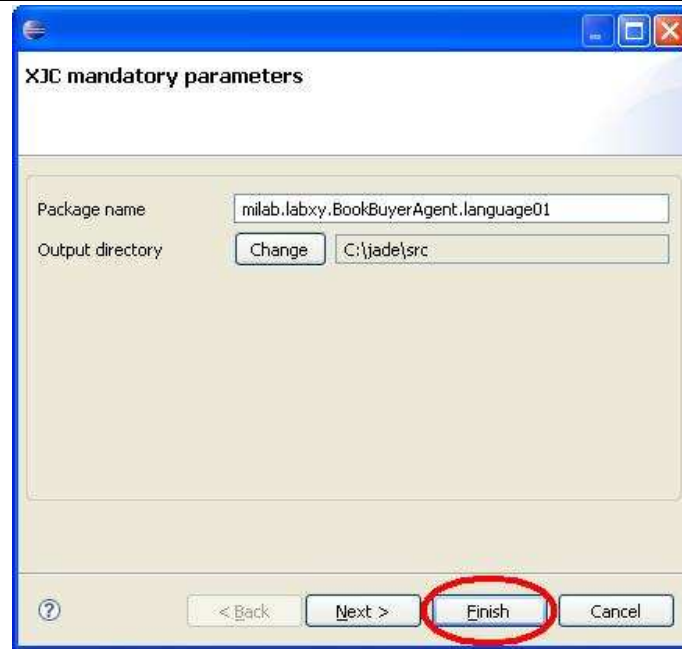 XJC mandatory parameters
Package name milab.labxy.BookBuyerAgent.language01
Output directory Change C:\jade\src
? < Back Next > Finish Cancel